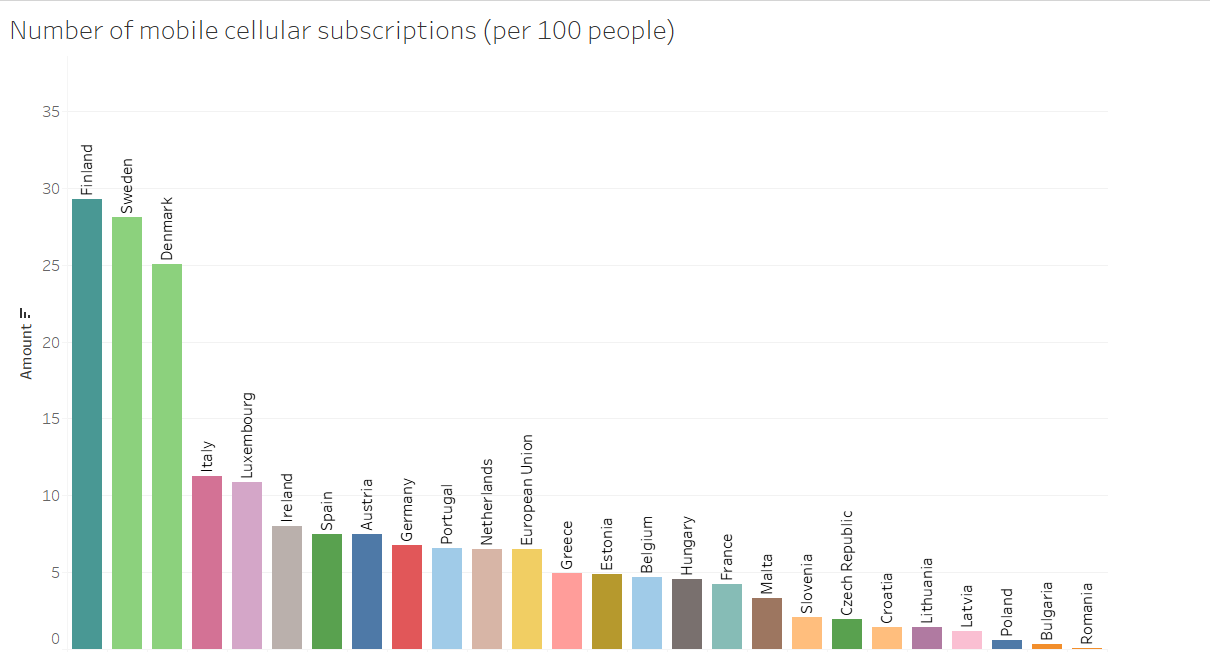 Number of mobile cellular subscriptions (per 100 people)
35
30
25
20
15
10
5
0
Amount
Finland
Sweden
Denmark
Italy
Luxembourg
Ireland
Spain
Austria
Germany
Portugal
Netherlands
European Union
Greece
Estonia
Belgium
Hungary
France
Malta
Slovenia
Czech Republic
Croatia
Lithuania
Latvia
Poland
Bulgaria
Romania